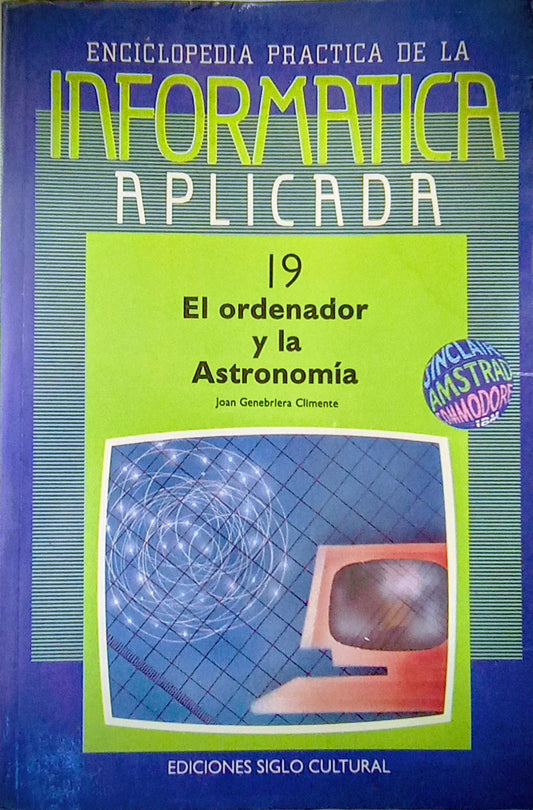 ENCICLOPEDIA PRACTICA DE LA
INFORMATICA
APLICADA
19
El ordenador
y la
Astronomía
Joan Genebriera Climente
SINCLAIR
AMSTRAD
COMMODORE
IBM
EDICIONES SIGLO CULTURAL